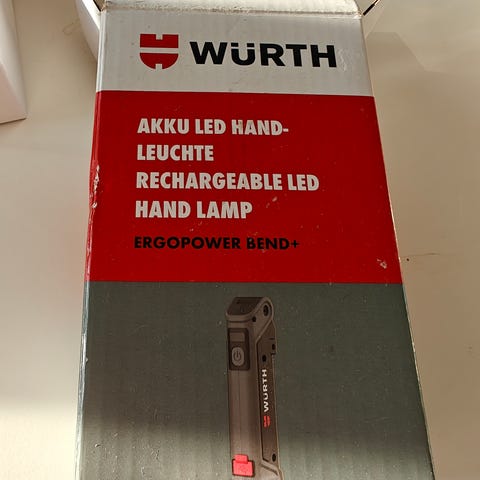 WÜRTH
AKKU LED HAND-
LEUCHTE
RECHARGEABLE LED
HAND LAMP
ERGOPOWER BEND+
WÜRTH